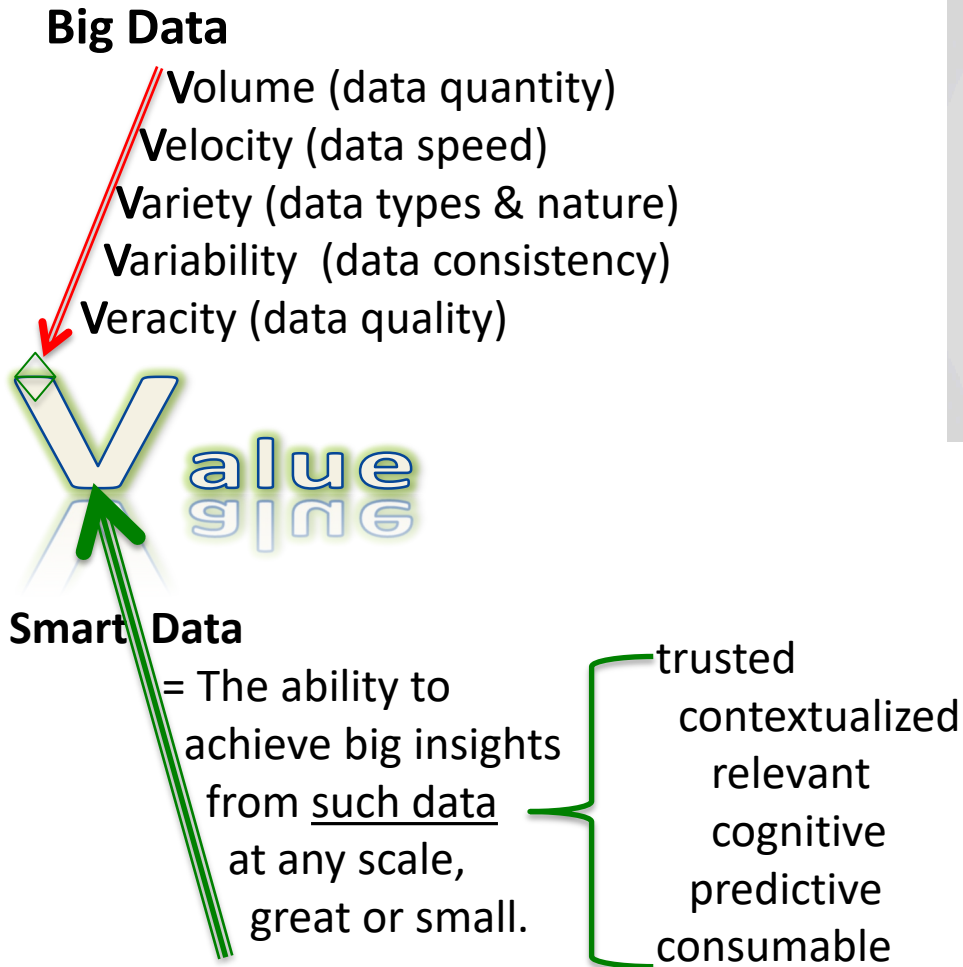 Big Data
Volume (data quantity)
Velocity (data speed)
Variety (data types & nature)
Variability (data consistency)
Veracity (data quality)
Value
Smart Data
= The ability to
achieve big insights
from such data
at any scale,
great or small.
trusted
contextualized
relevant
cognitive
predictive
consumable